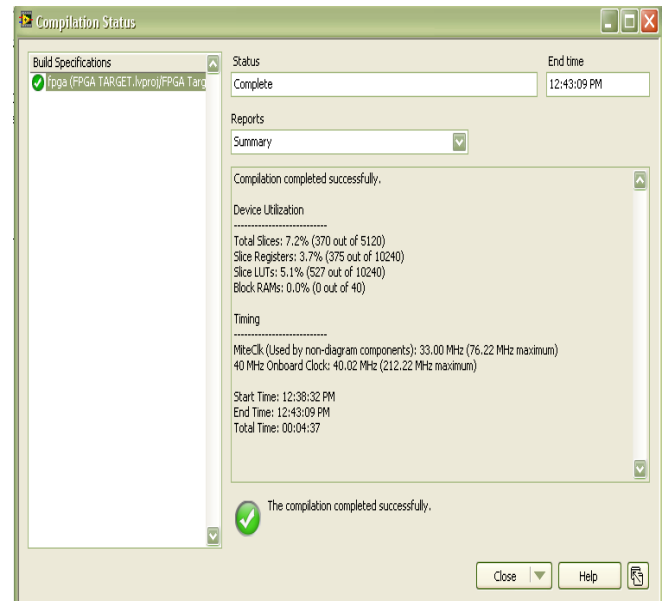 Compilation Status
Build Specifications
fpga (FPGA TARGET.lvproj/FPGA Targ
Status
End time
Complete
12:43:09 PM
Reports
Summary
Compilation completed successfully.
Device Utilization
---------------------------
Total Slices: 7.2% (370 out of 5120)
Slice Registers: 3.7% (375 out of 10240)
Slice LUTs: 5.1% (527 out of 10240)
Block RAMs: 0.0% (0 out of 40)
Timing
---------------------------
MiteClk (Used by non-diagram components): 33.00 MHz (76.22 MHz maximum)
40 MHz Onboard Clock: 40.02 MHz (212.22 MHz maximum)
Start Time: 12:38:32 PM
End Time: 12:43:09 PM
Total Time: 00:04:37
The compilation completed successfully.
Close
Help